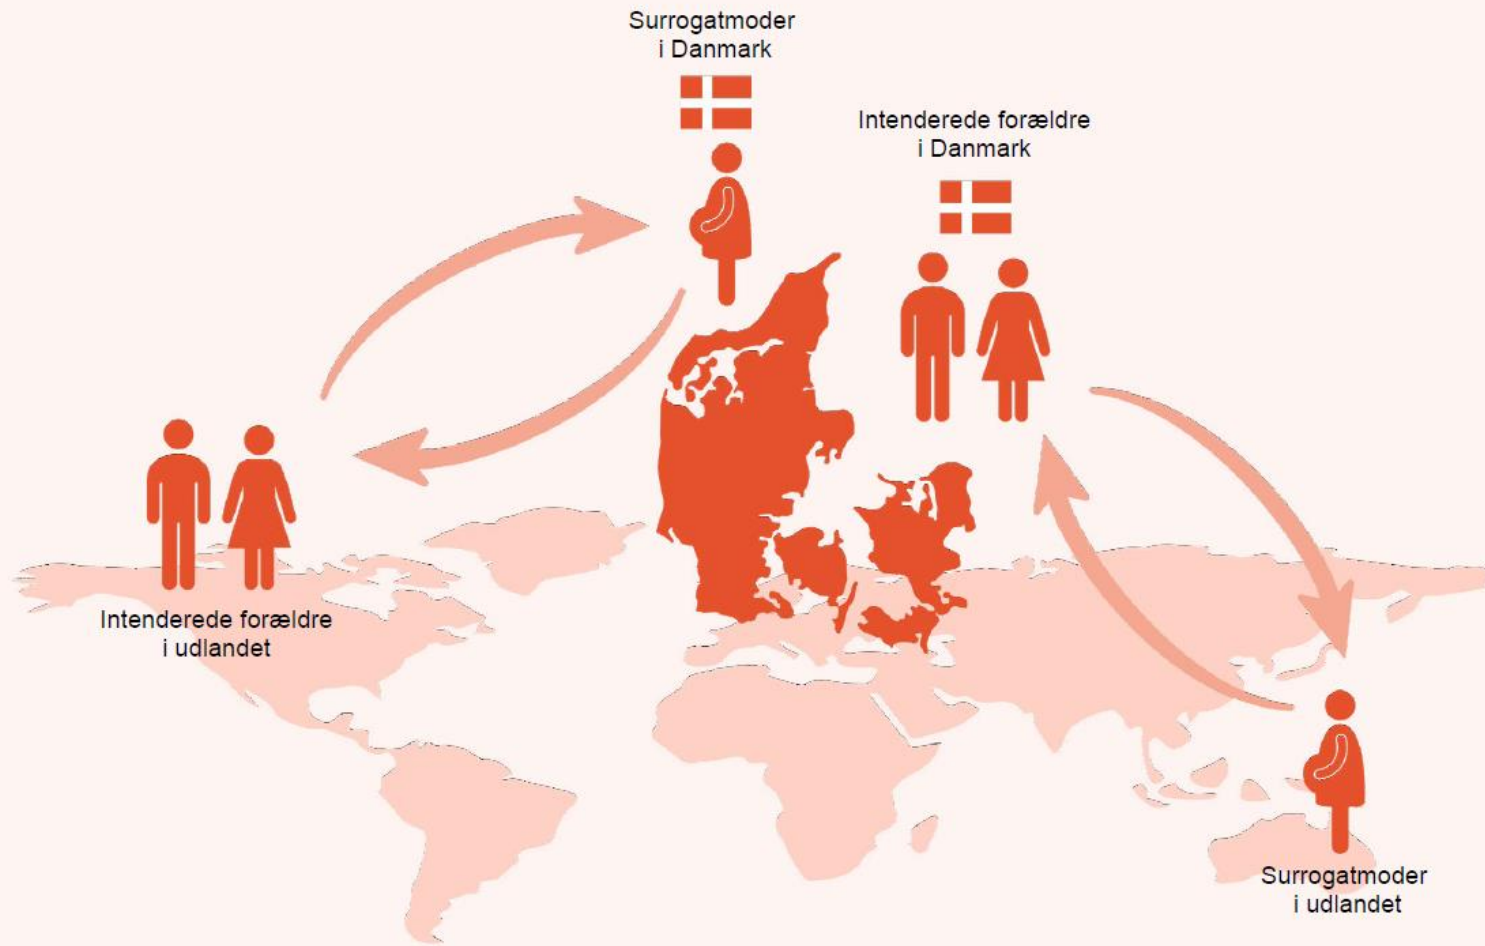 Surrogatmoder
i Danmark
Intenderede forældre
i Danmark
Intenderede forældre
i udlandet
Surrogatmoder
i udlandet